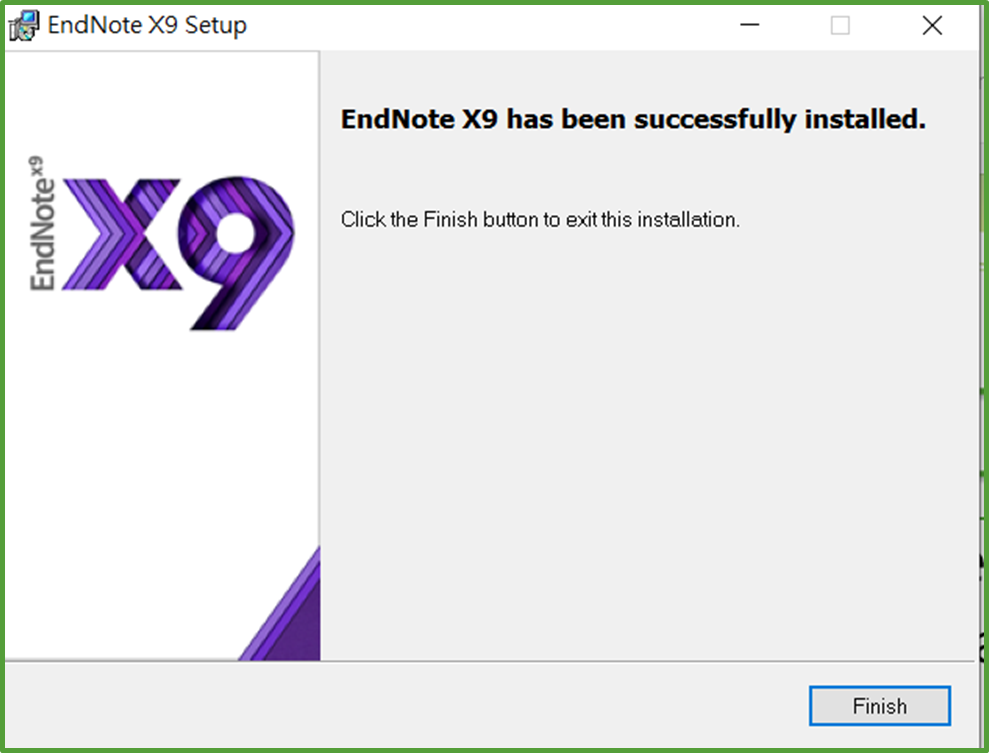 EndNote X9 Setup
EndNote X9
X9
EndNote X9 has been successfully installed.
Click the Finish button to exit this installation.
Finish